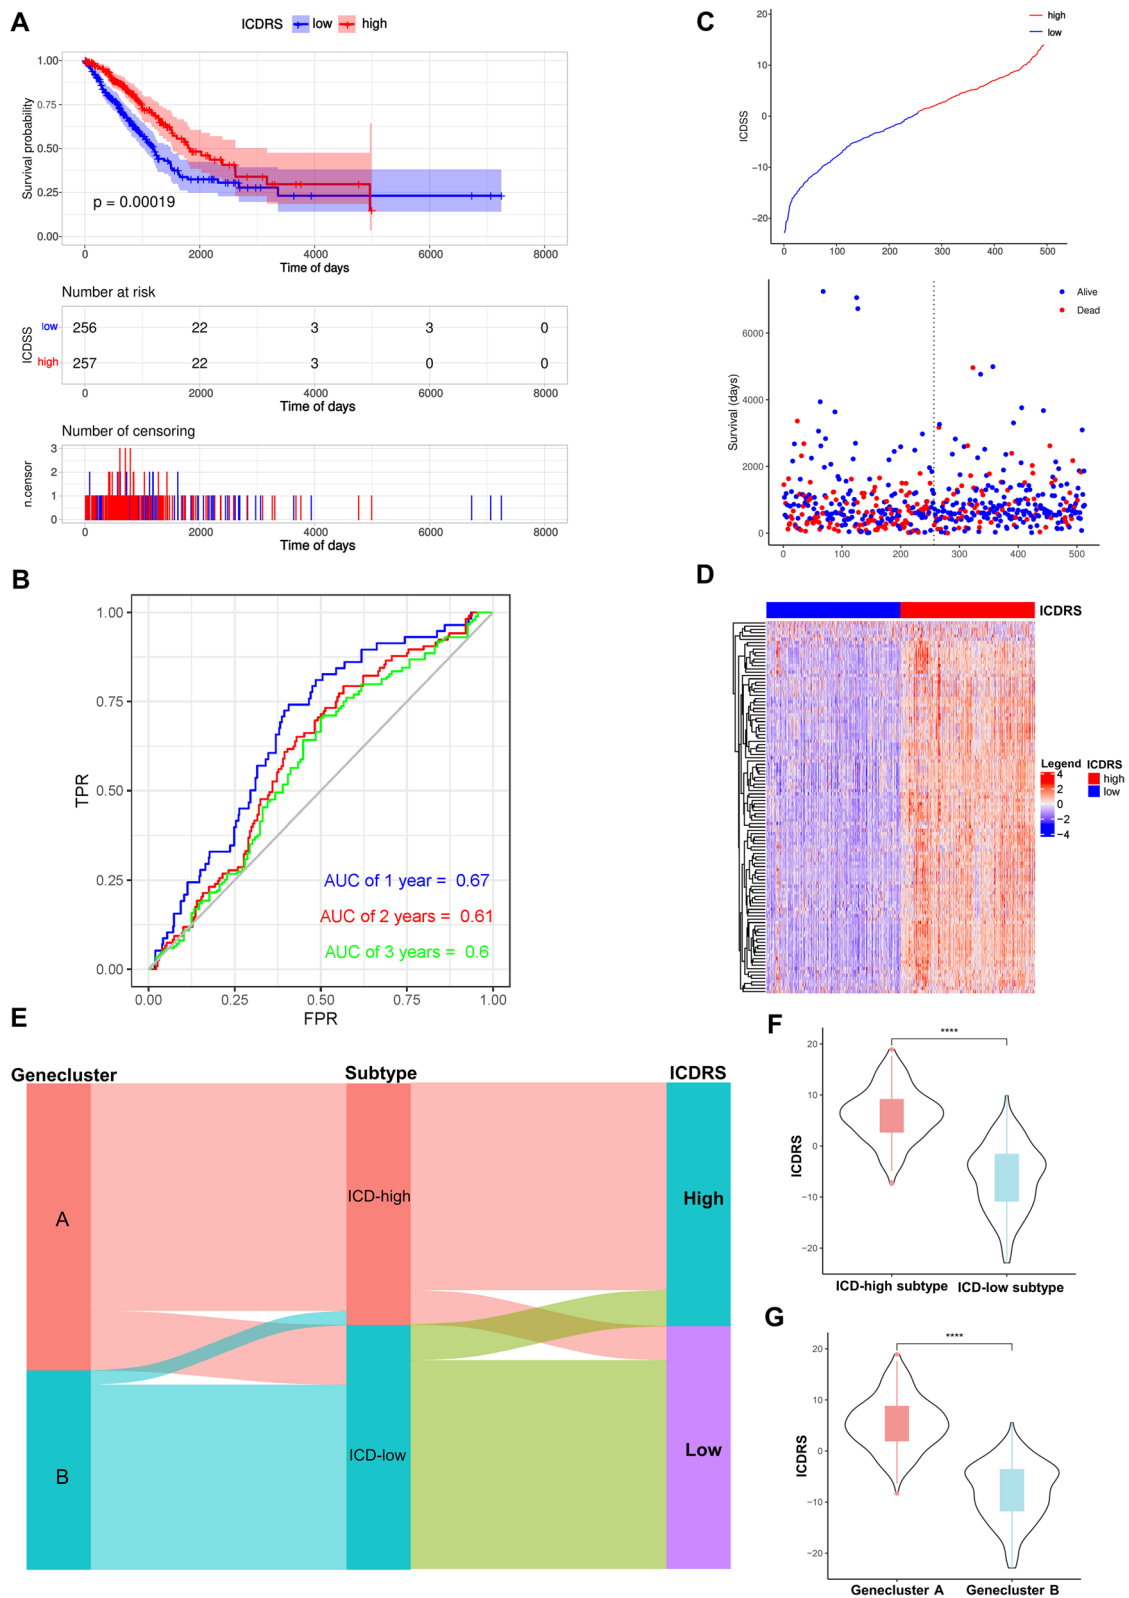 A
ICDRS low high
1.00
0.75
0.50
0.25
0.00
Survival probability
p = 0.00019
0 2000 4000 6000 8000
Time of days
Number at risk
ICDSS
low 256 22 3 3 0
high 257 22 3 0 0
0 2000 4000 6000 8000
Time of days
Number of censoring
n.censor
3
2
1
0
0 2000 4000 6000 8000
Time of days
B
TPR
1.00
0.75
0.50
0.25
0.00
AUC of 1 year = 0.67
AUC of 2 years = 0.61
AUC of 3 years = 0.6
0.00 0.25 0.50 0.75 1.00
FPR
C
high
low
ICDSS
20
10
0
−10
−20
0 100 200 300 400 500
Alive
Dead
Survival (days)
6000
4000
2000
0
0 100 200 300 400 500
D
ICDRS
Legend
4
2
0
−2
−4
ICDRS
high
low
E
Genecluster
Subtype
ICDRS
A
B
ICD-high
ICD-low
High
Low
F
****
ICDRS
20
10
0
−10
−20
ICD-high subtype ICD-low subtype
G
****
ICDRS
20
10
0
−10
−20
Genecluster A Genecluster B